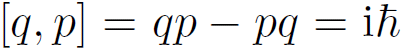 [q, p] = qp − pq = iħ